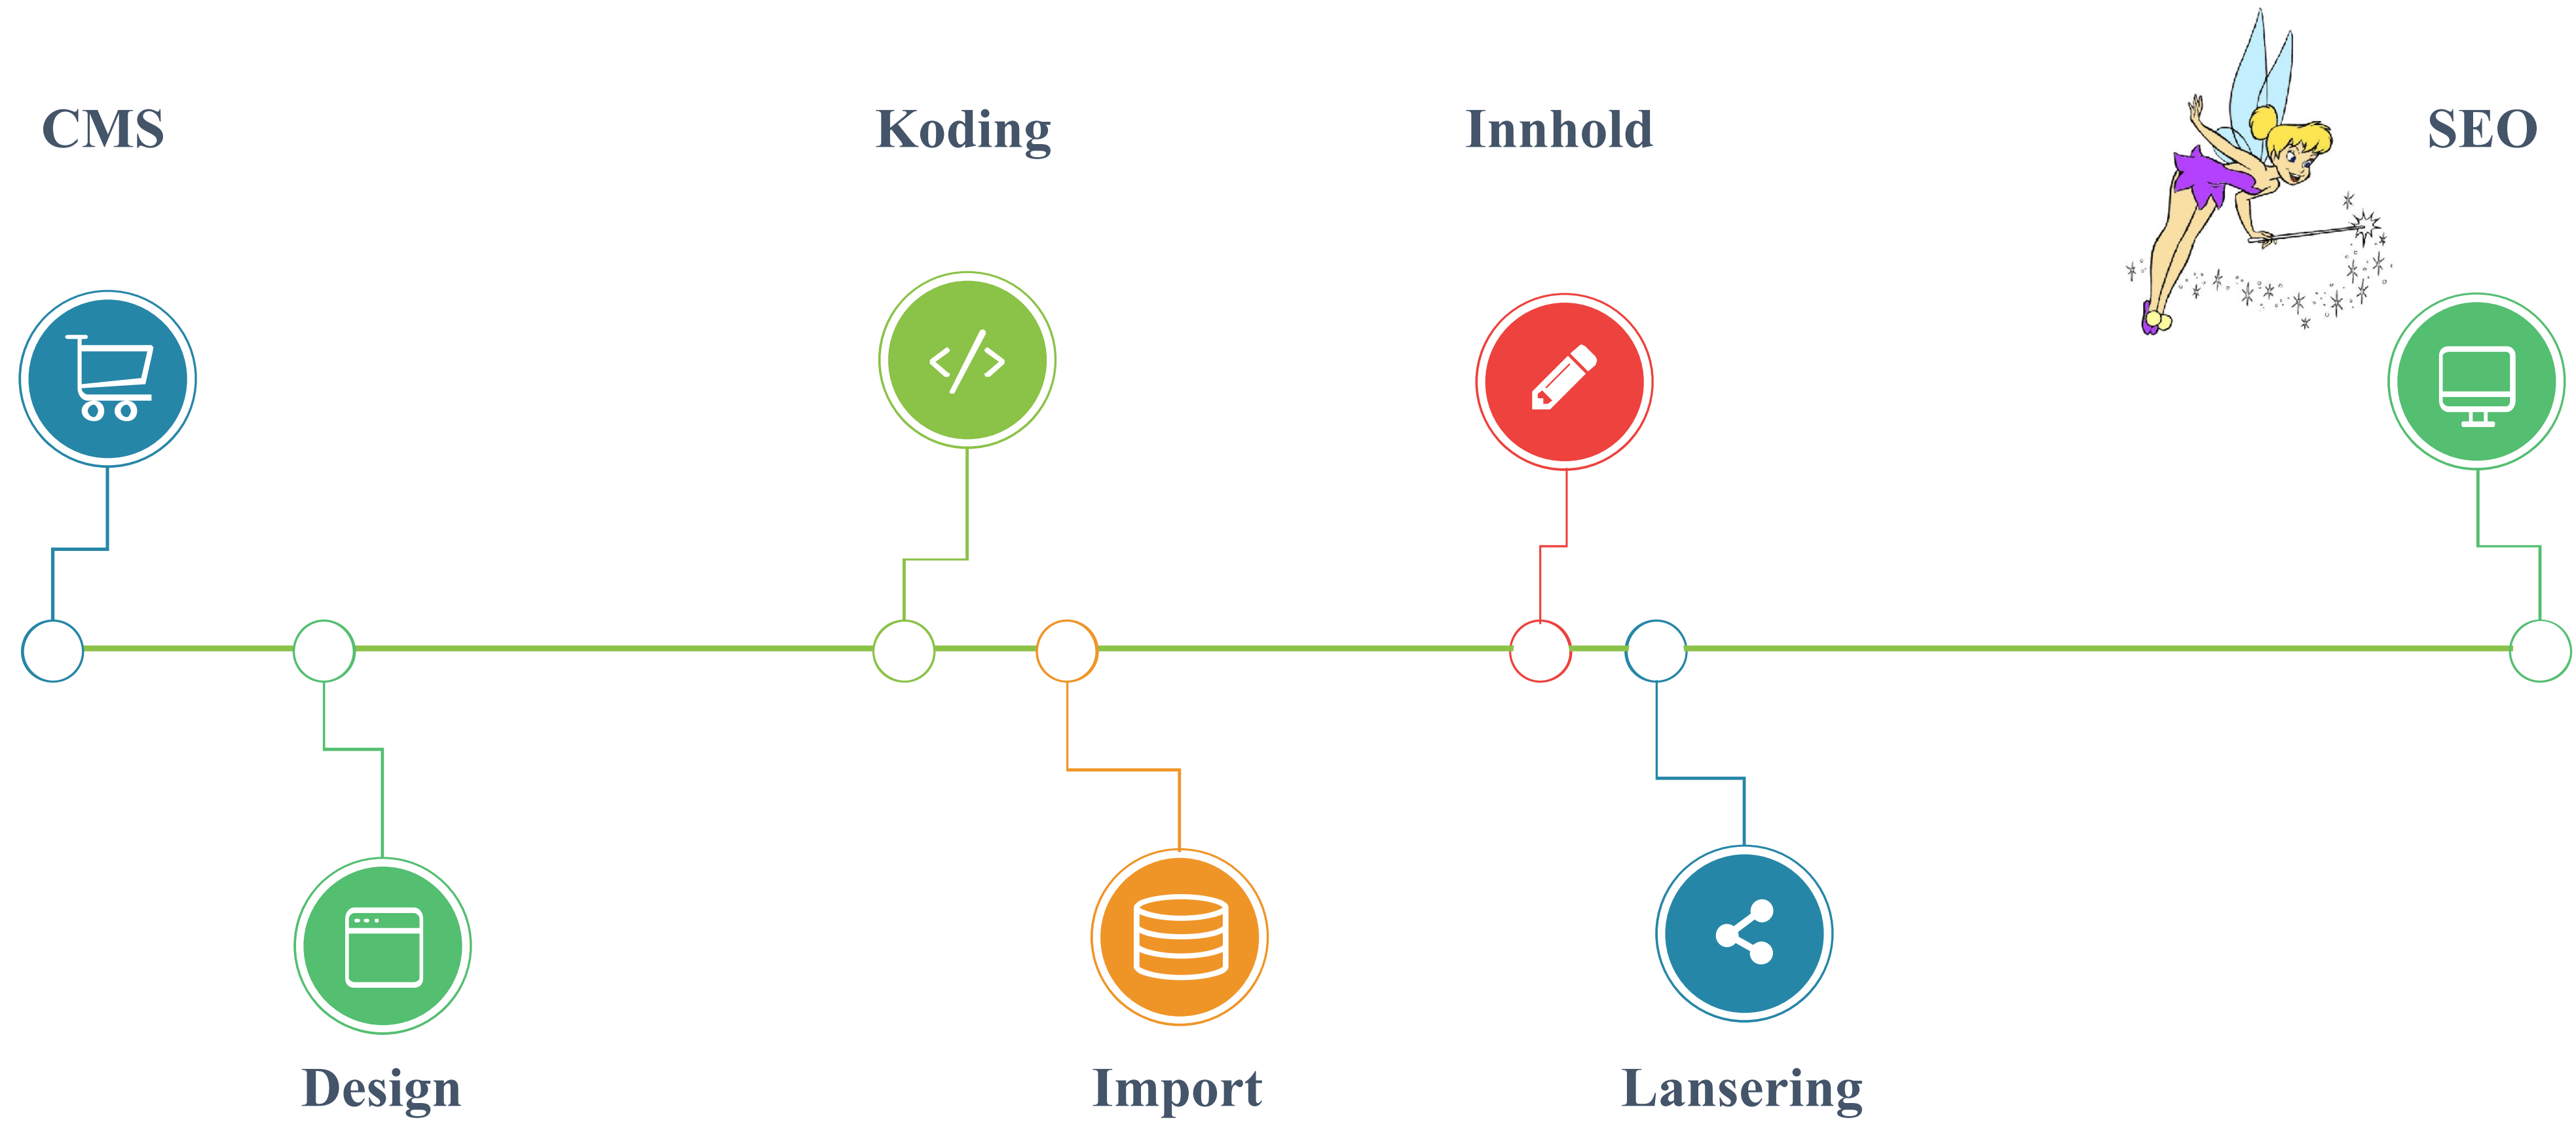 CMS
Koding
Innhold
SEO
Design
Import
Lansering